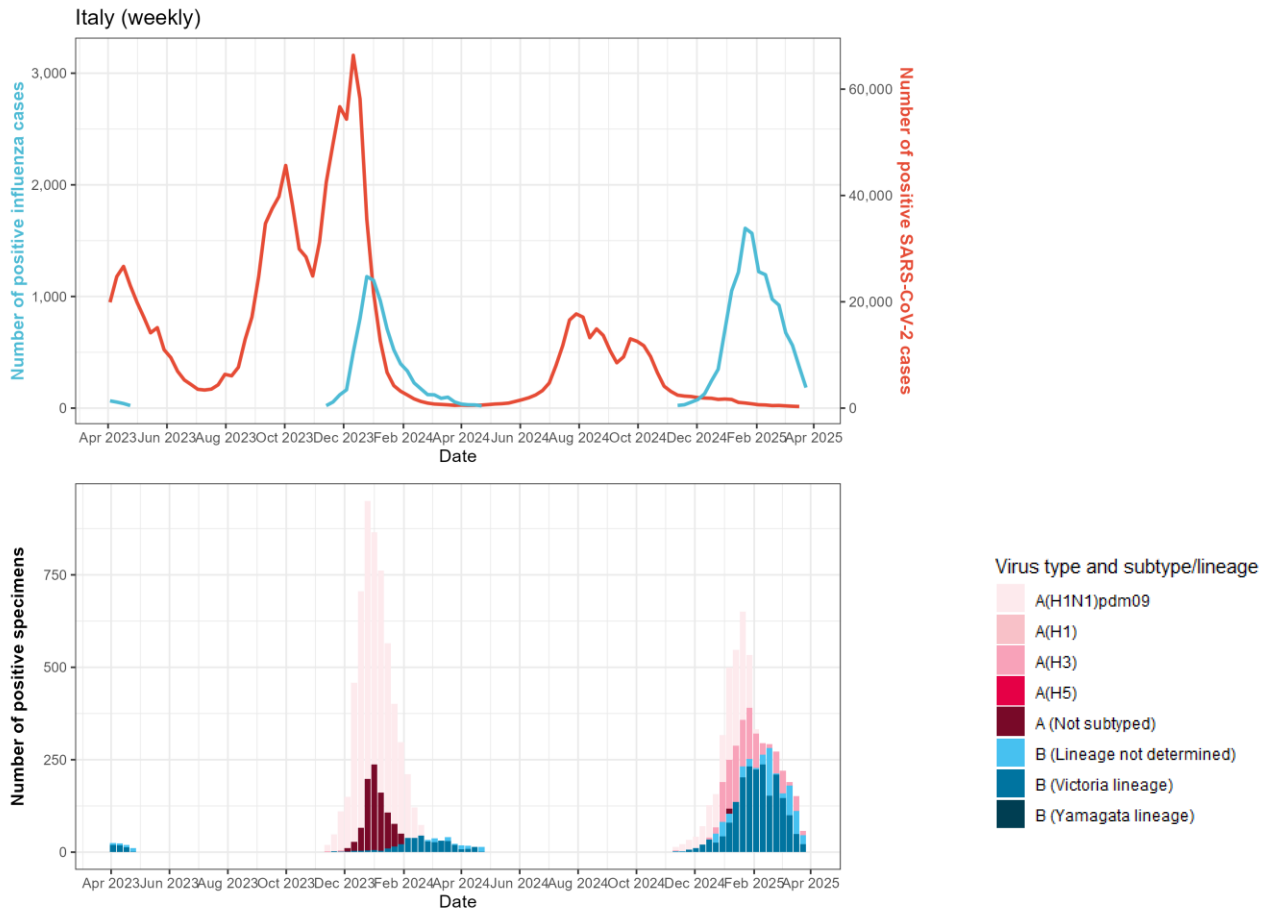 Italy (weekly)
Number of positive influenza cases
3,000
2,000
1,000
0
60,000
40,000
20,000
0
Number of positive SARS-CoV-2 cases
Apr 2023 Jun 2023 Aug 2023 Oct 2023 Dec 2023 Feb 2024 Apr 2024 Jun 2024 Aug 2024 Oct 2024 Dec 2024 Feb 2025 Apr 2025
Date
Number of positive specimens
750
500
250
0
Apr 2023 Jun 2023 Aug 2023 Oct 2023 Dec 2023 Feb 2024 Apr 2024 Jun 2024 Aug 2024 Oct 2024 Dec 2024 Feb 2025 Apr 2025
Date
Virus type and subtype/lineage
A(H1N1)pdm09
A(H1)
A(H3)
A(H5)
A (Not subtyped)
B (Lineage not determined)
B (Victoria lineage)
B (Yamagata lineage)